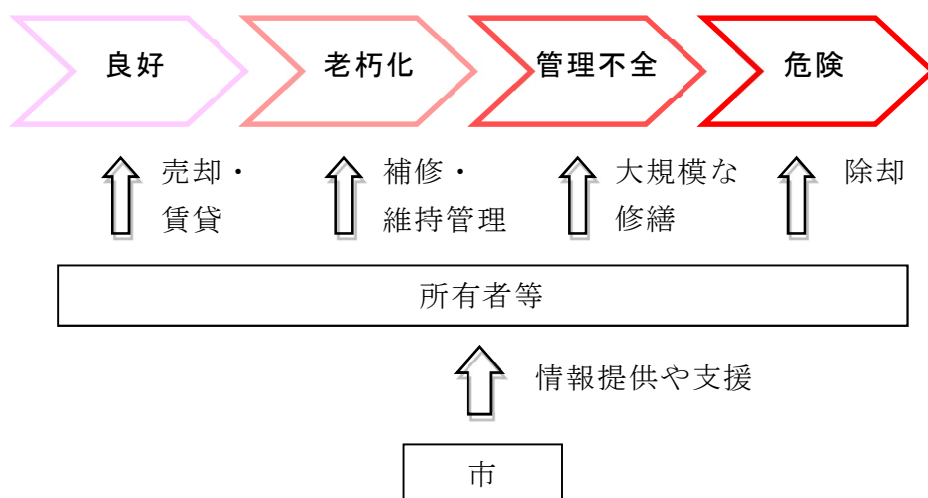 良好
老朽化
管理不全
危険
売却・
賃貸
補修・
維持管理
大規模な
修繕
除却
所有者等
情報提供や支援
市